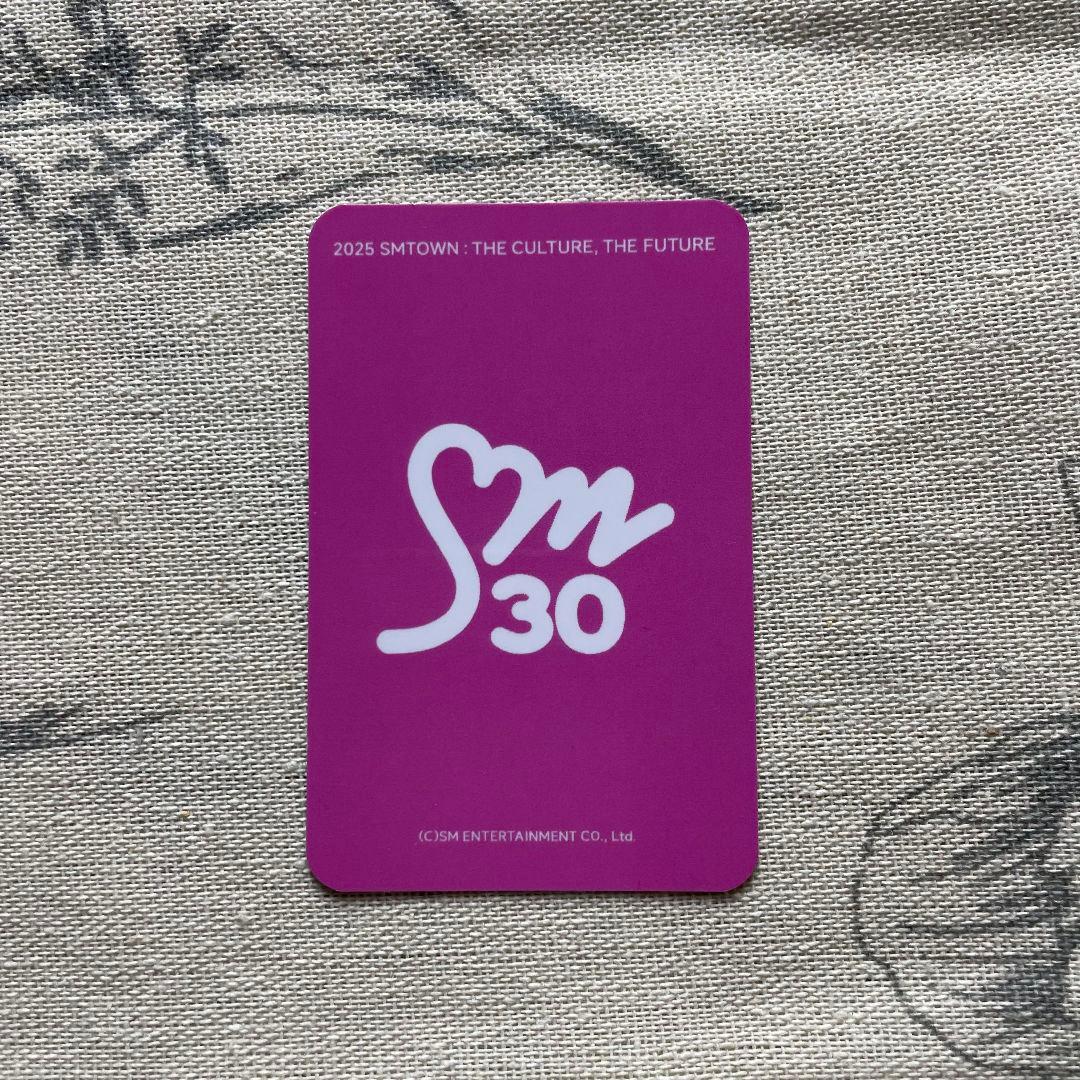 2025 SMTOWN : THE CULTURE, THE FUTURE
Sm
30
(C)SM ENTERTAINMENT CO., Ltd.